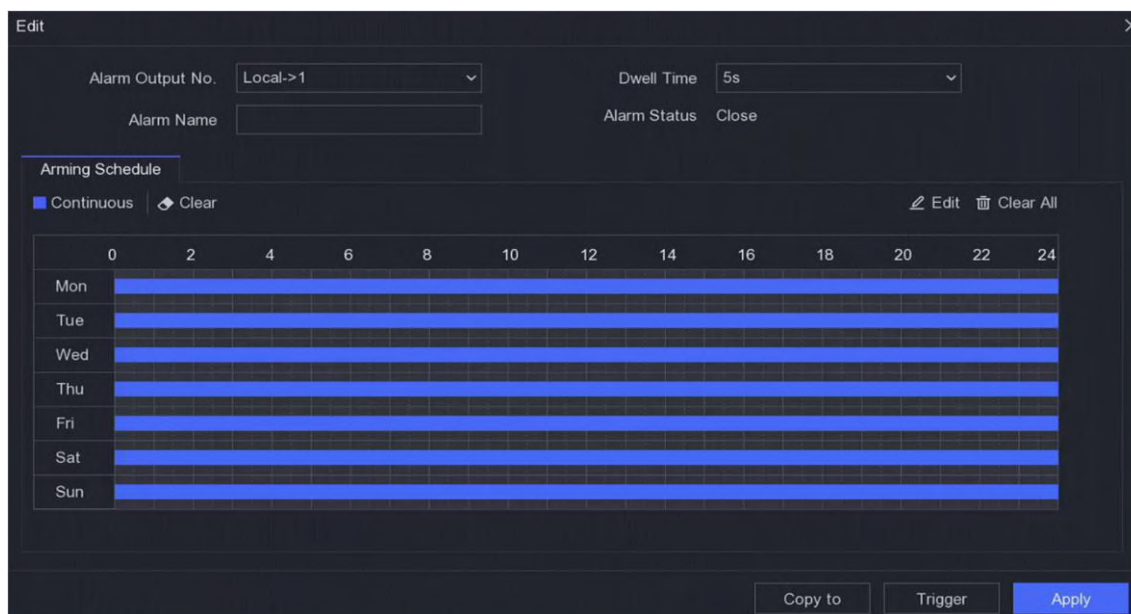 Edit
Alarm Output No. Local->1 Dwell Time 5s
Alarm Name Alarm Status Close
Arming Schedule
Continuous Clear Edit Clear All
0 2 4 6 8 10 12 14 16 18 20 22 24
Mon
Tue
Wed
Thu
Fri
Sat
Sun
Copy to Trigger Apply